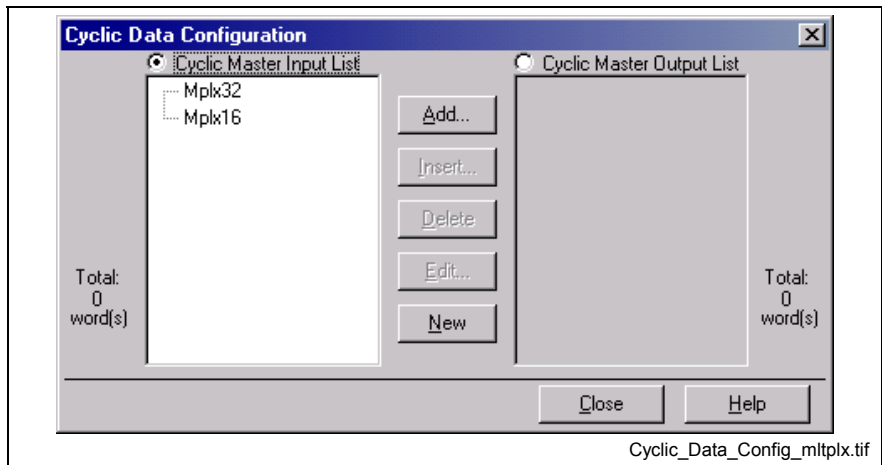 Cyclic Data Configuration
Cyclic Master Input List
Cyclic Master Output List
Mplx32
Mplx16
Add...
Insert...
Delete
Edit...
New
Total:
0
word(s)
Total:
0
word(s)
Close
Help
Cyclic_Data_Config_mltplx.tif